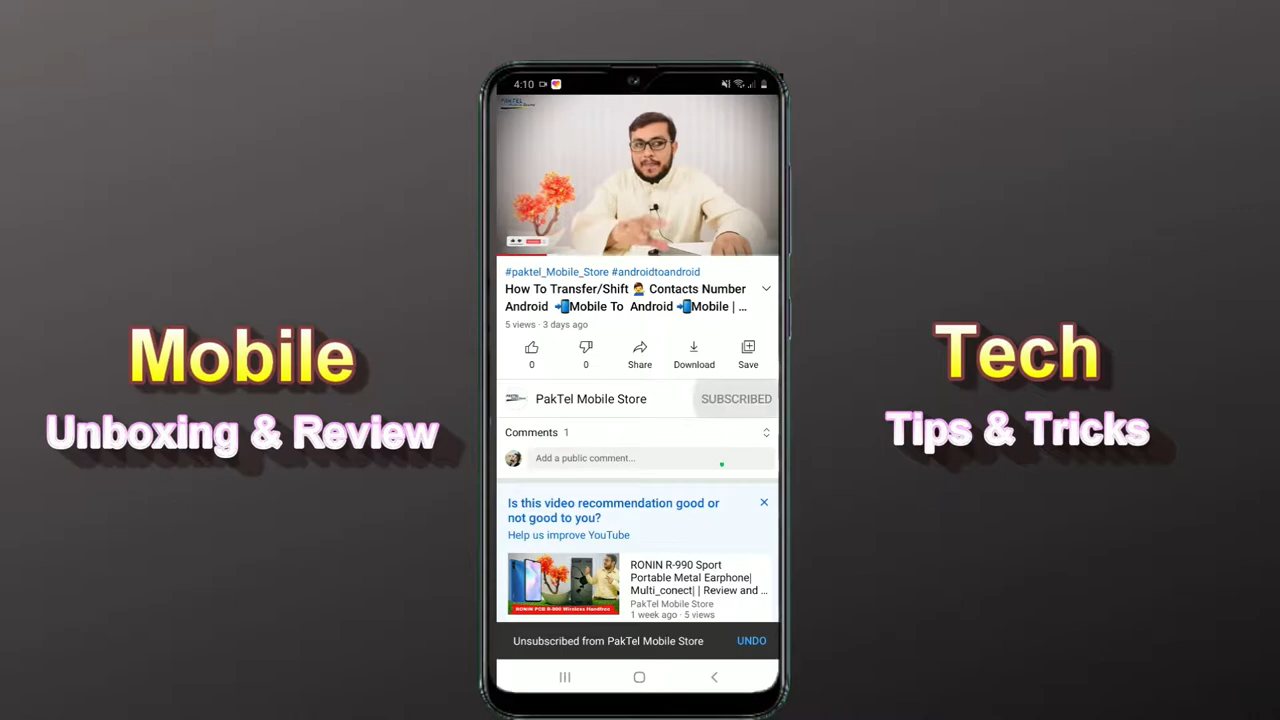 4:10
#paktel_Mobile_Store #androidtoandroid
How To Transfer/Shift 🙍 Contacts Number
Android 📲Mobile To Android 📲Mobile | ...
5 views · 3 days ago
0
0
Share
Download
Save
PakTel Mobile Store
SUBSCRIBED
Comments 1
Add a public comment...
Is this video recommendation good or
not good to you?
Help us improve YouTube
RONIN R-990 Sport
Portable Metal Earphone|
Multi_conect| | Review and ...
PakTel Mobile Store
1 week ago · 5 views
Unsubscribed from PakTel Mobile Store
UNDO
Mobile
Unboxing & Review
Tech
Tips & Tricks